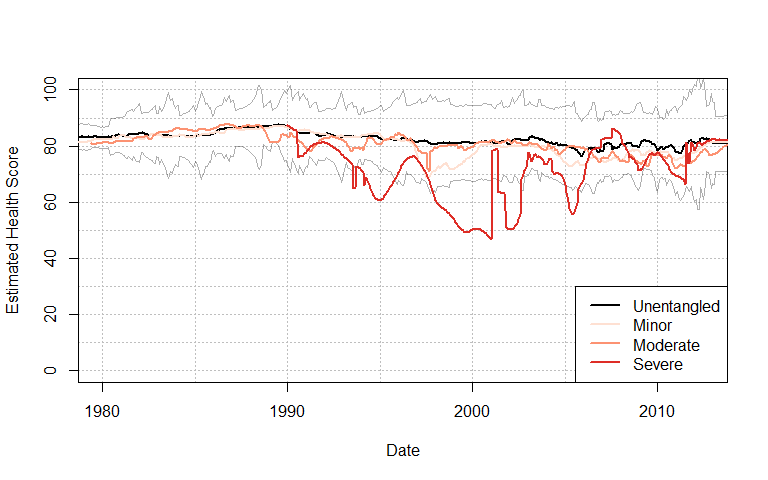 Estimated Health Score
100
80
60
40
20
0
Unentangled
Minor
Moderate
Severe
1980 1990 2000 2010
Date